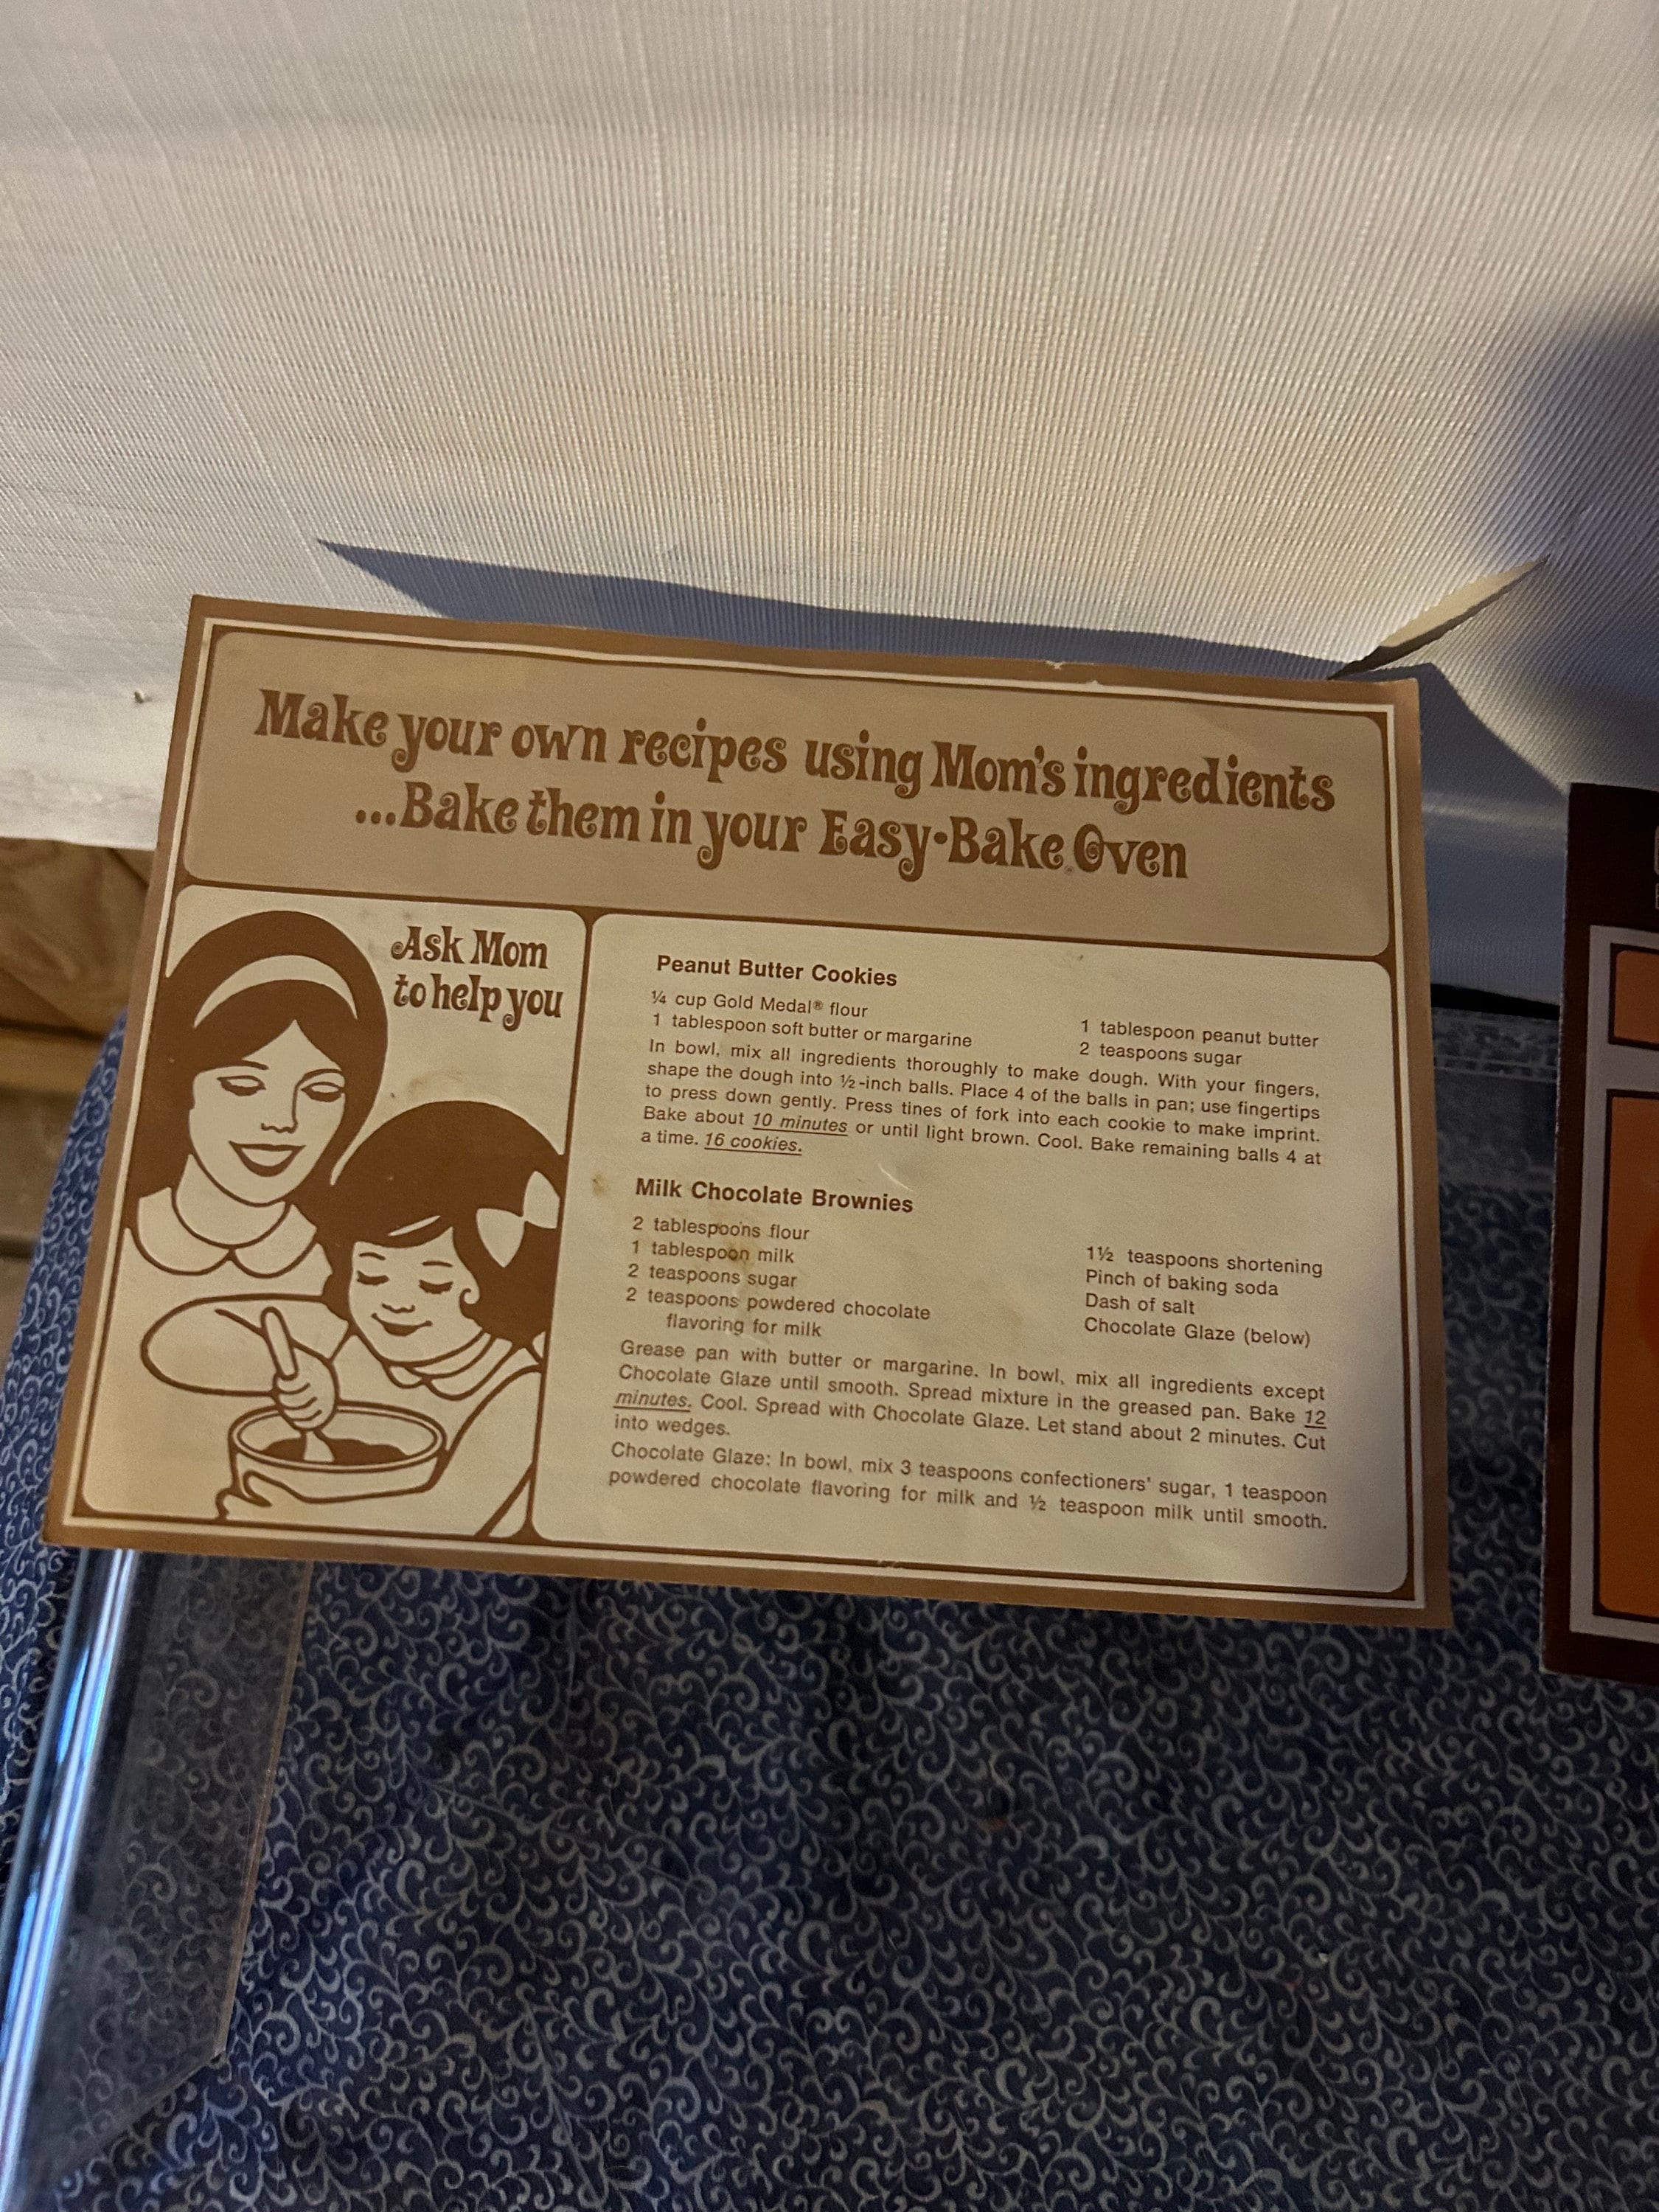 Make your own recipes using Mom's ingredients
...Bake them in your Easy-Bake Oven
Ask Mom
to help you
Peanut Butter Cookies
¼ cup Gold Medal® flour
1 tablespoon soft butter or margarine
1 tablespoon peanut butter
2 teaspoons sugar
In bowl, mix all ingredients thoroughly to make dough. With your fingers,
shape the dough into ½-inch balls. Place 4 of the balls in pan; use fingertips
to press down gently. Press tines of fork into each cookie to make imprint.
Bake about 10 minutes or until light brown. Cool. Bake remaining balls 4 at
a time. 16 cookies.
Milk Chocolate Brownies
2 tablespoons flour
1 tablespoon milk
2 teaspoons sugar
2 teaspoons powdered chocolate
flavoring for milk
1½ teaspoons shortening
Pinch of baking soda
Dash of salt
Chocolate Glaze (below)
Grease pan with butter or margarine. In bowl, mix all ingredients except
Chocolate Glaze until smooth. Spread mixture in the greased pan. Bake 12
minutes. Cool. Spread with Chocolate Glaze. Let stand about 2 minutes. Cut
into wedges.
Chocolate Glaze: In bowl, mix 3 teaspoons confectioners' sugar, 1 teaspoon
powdered chocolate flavoring for milk and ½ teaspoon milk until smooth.